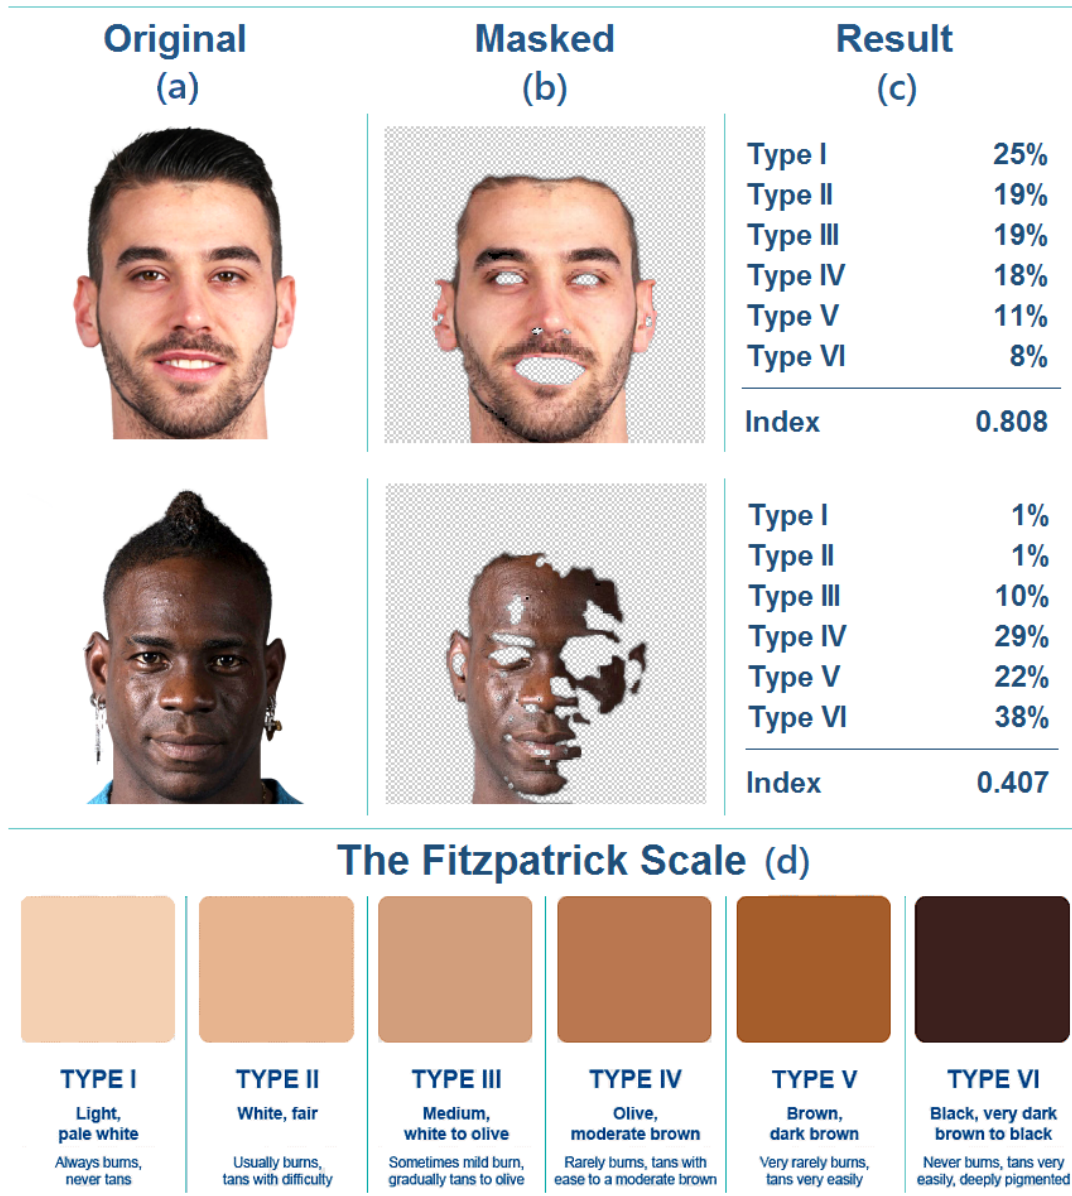 Original
(a)
Masked
(b)
Result
(c)
Type I 25%
Type II 19%
Type III 19%
Type IV 18%
Type V 11%
Type VI 8%
Index 0.808
Type I 1%
Type II 1%
Type III 10%
Type IV 29%
Type V 22%
Type VI 38%
Index 0.407
The Fitzpatrick Scale (d)
TYPE I
Light,
pale white
Always burns,
never tans
TYPE II
White, fair
Usually burns,
tans with difficulty
TYPE III
Medium,
white to olive
Sometimes mild burn,
gradually tans to olive
TYPE IV
Olive,
moderate brown
Rarely burns, tans with
ease to a moderate brown
TYPE V
Brown,
dark brown
Very rarely burns,
tans very easily
TYPE VI
Black, very dark
brown to black
Never burns, tans very
easily, deeply pigmented